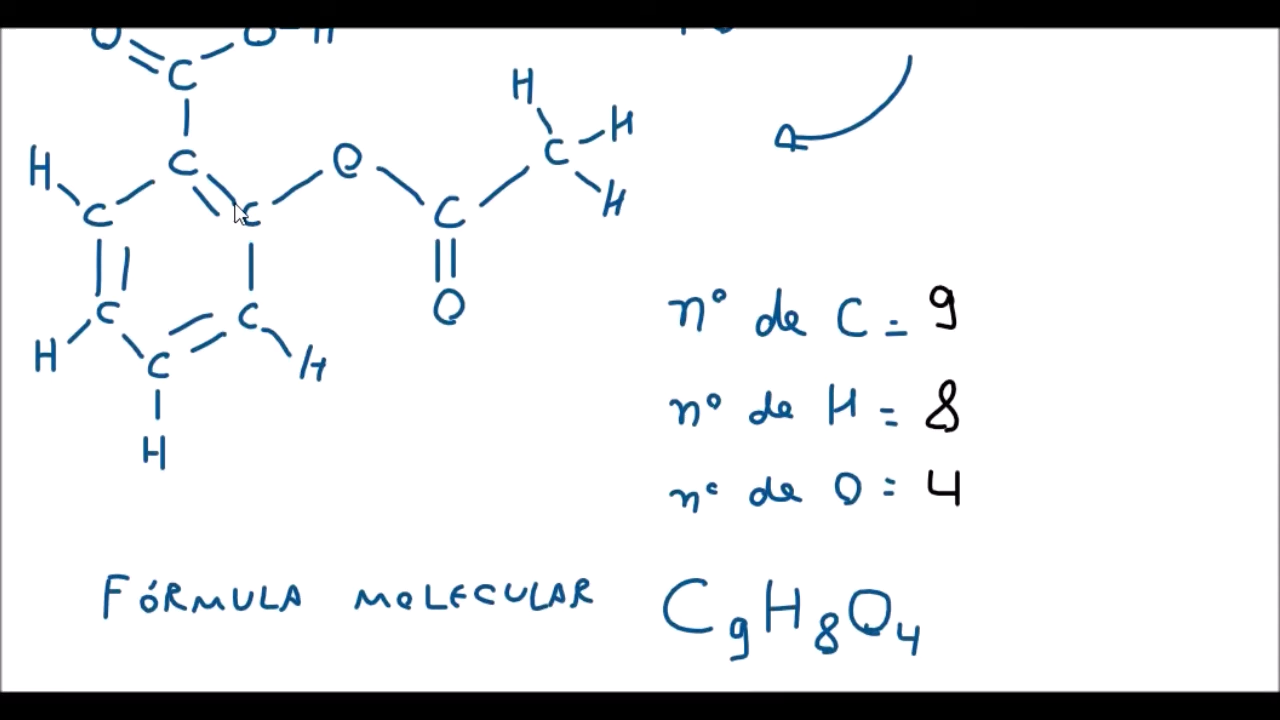 O O-H
C
H
H
C O C H
H C
C C H
C C O
H C
H
H
nº de C = 9
nº de H = 8
nº de O = 4
FÓRMULA MOLECULAR C9H8O4